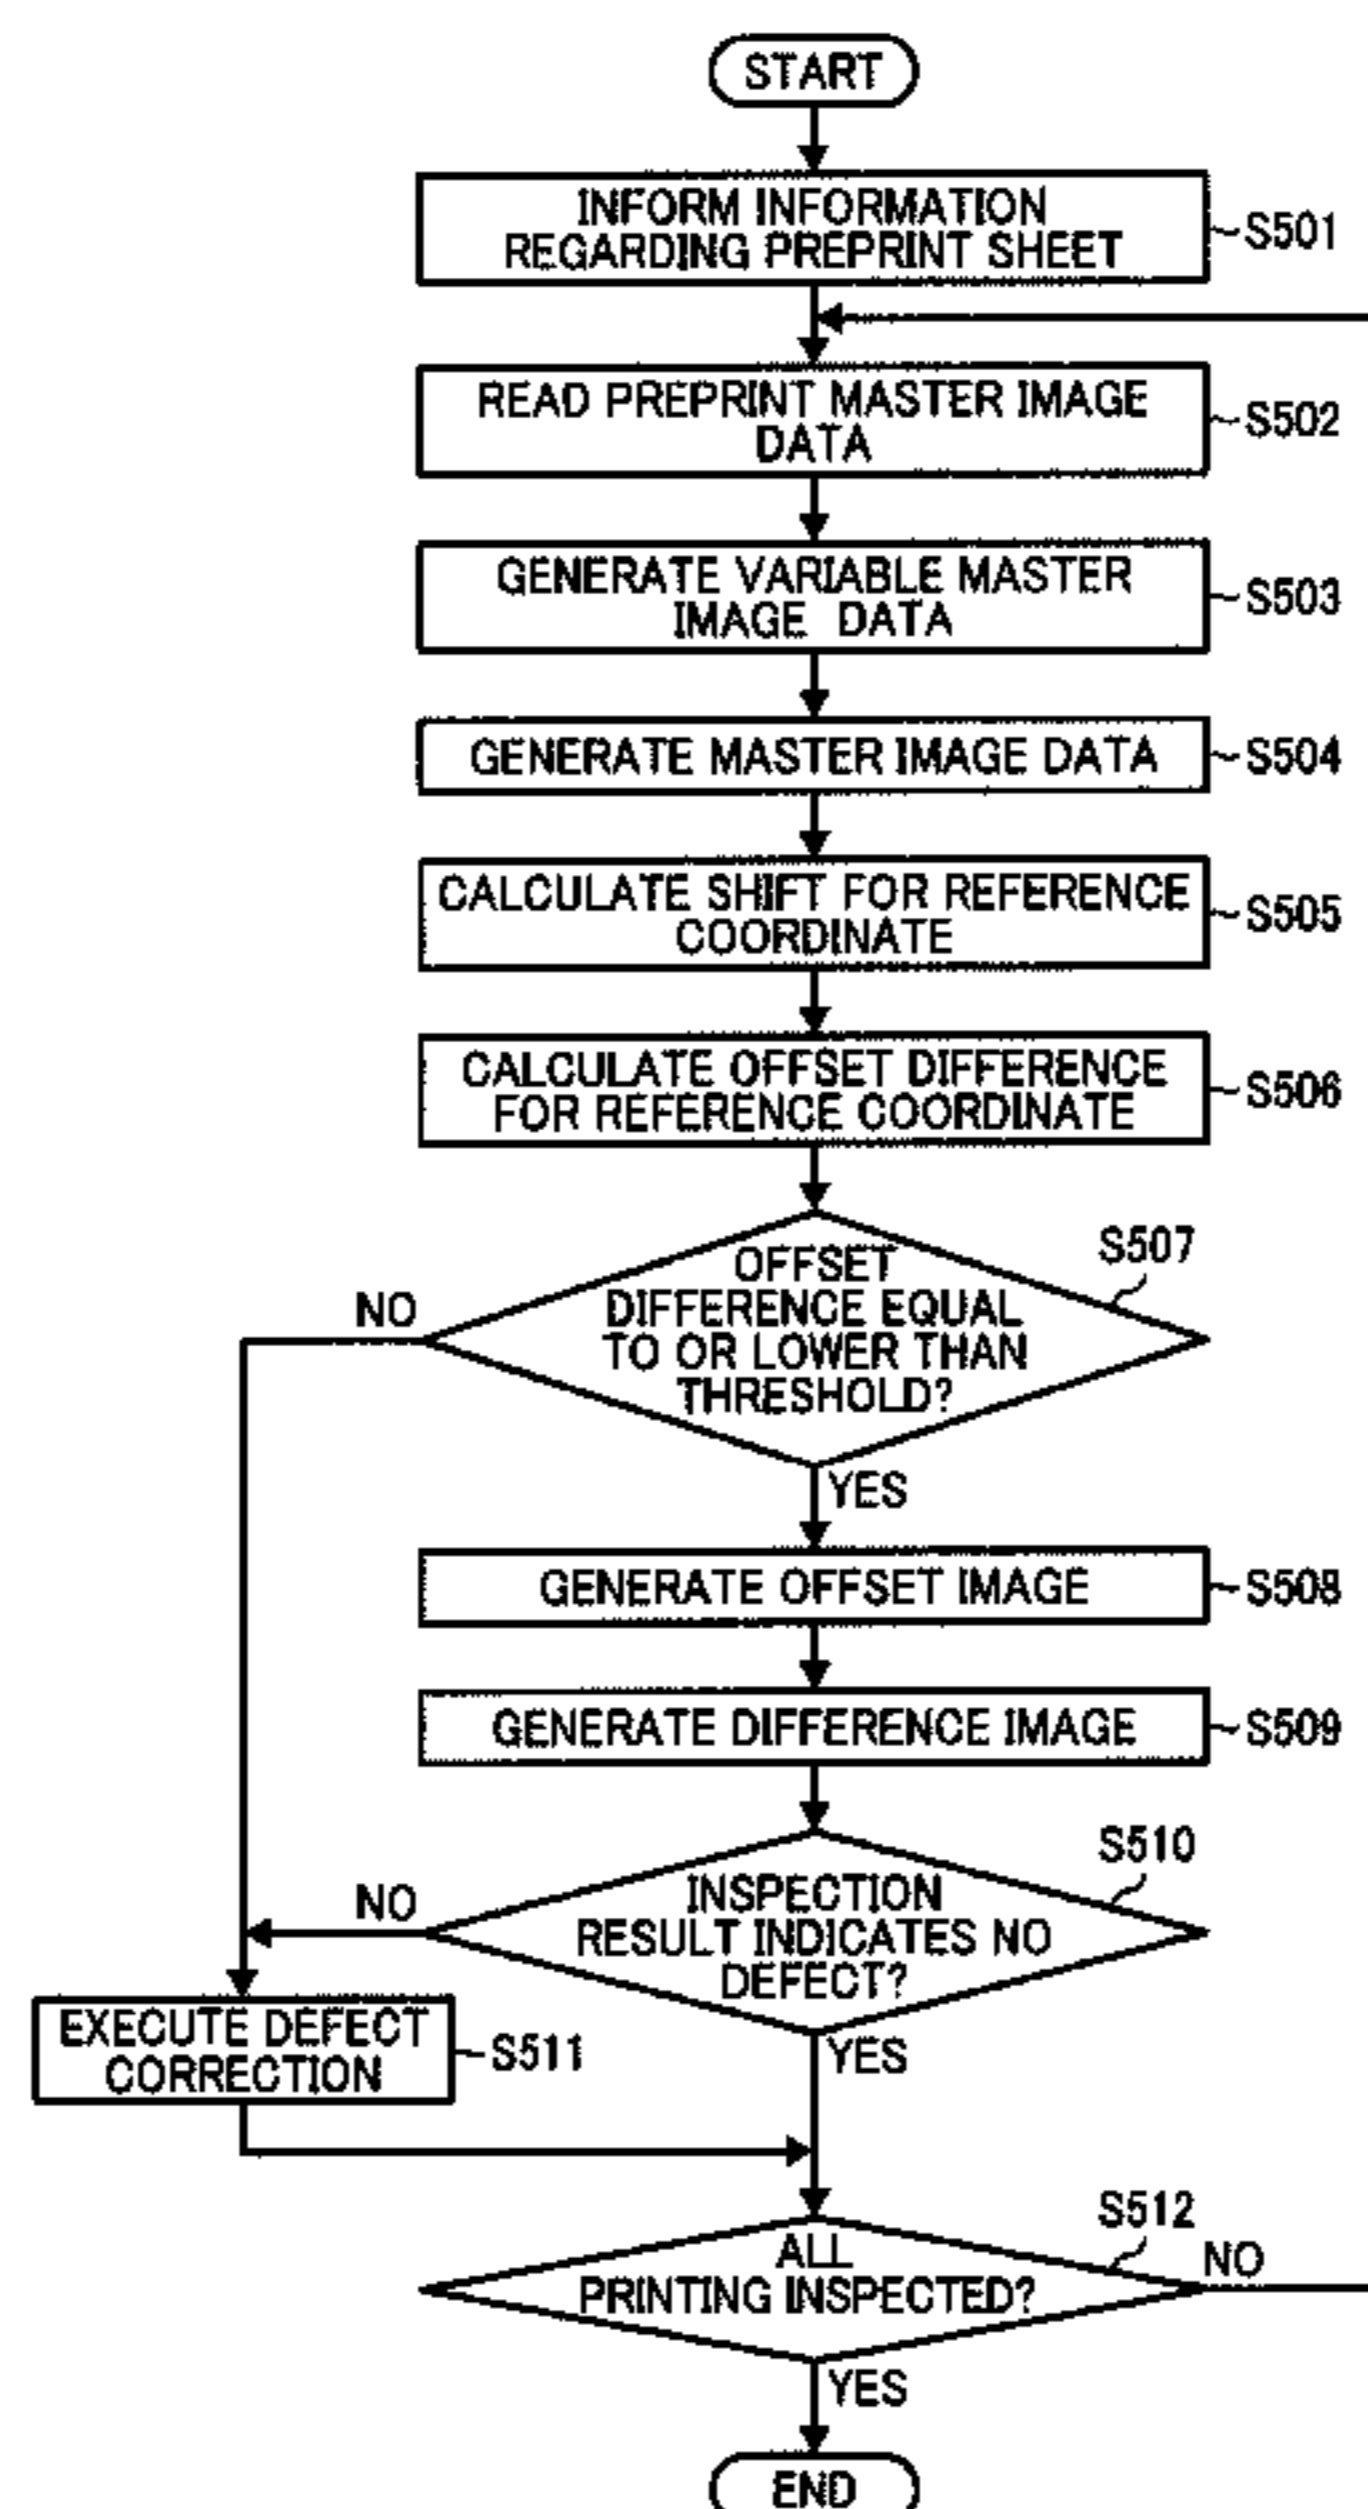 START
INFORM INFORMATION
REGARDING PREPRINT SHEET
S501
READ PREPRINT MASTER IMAGE
DATA
S502
GENERATE VARIABLE MASTER
IMAGE DATA
S503
GENERATE MASTER IMAGE DATA
S504
CALCULATE SHIFT FOR REFERENCE
COORDINATE
S505
CALCULATE OFFSET DIFFERENCE
FOR REFERENCE COORDINATE
S506
S507
OFFSET
DIFFERENCE EQUAL
TO OR LOWER THAN
THRESHOLD?
NO
YES
GENERATE OFFSET IMAGE
S508
GENERATE DIFFERENCE IMAGE
S509
S510
INSPECTION
RESULT INDICATES NO
DEFECT?
NO
YES
EXECUTE DEFECT
CORRECTION
S511
S512
ALL
PRINTING INSPECTED?
NO
YES
END